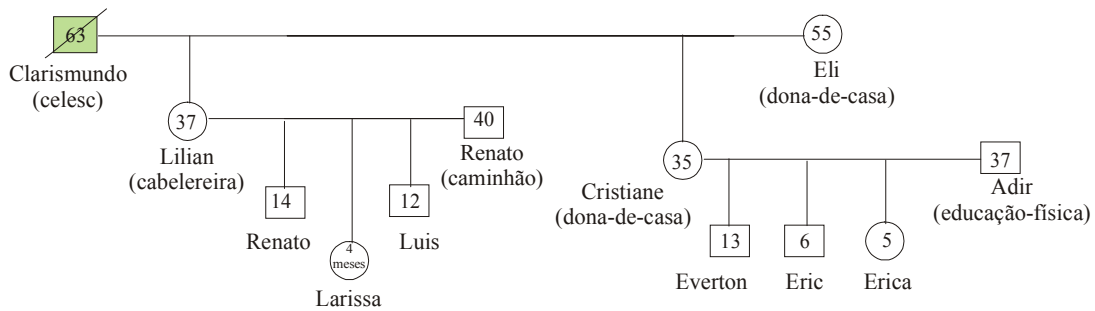 63
Clarismundo
(celesc)
55
Eli
(dona-de-casa)
37
Lilian
(cabelereira)
40
Renato
(caminhão)
14
Renato
4
meses
Larissa
12
Luis
35
Cristiane
(dona-de-casa)
37
Adir
(educação-física)
13
Everton
6
Eric
5
Erica